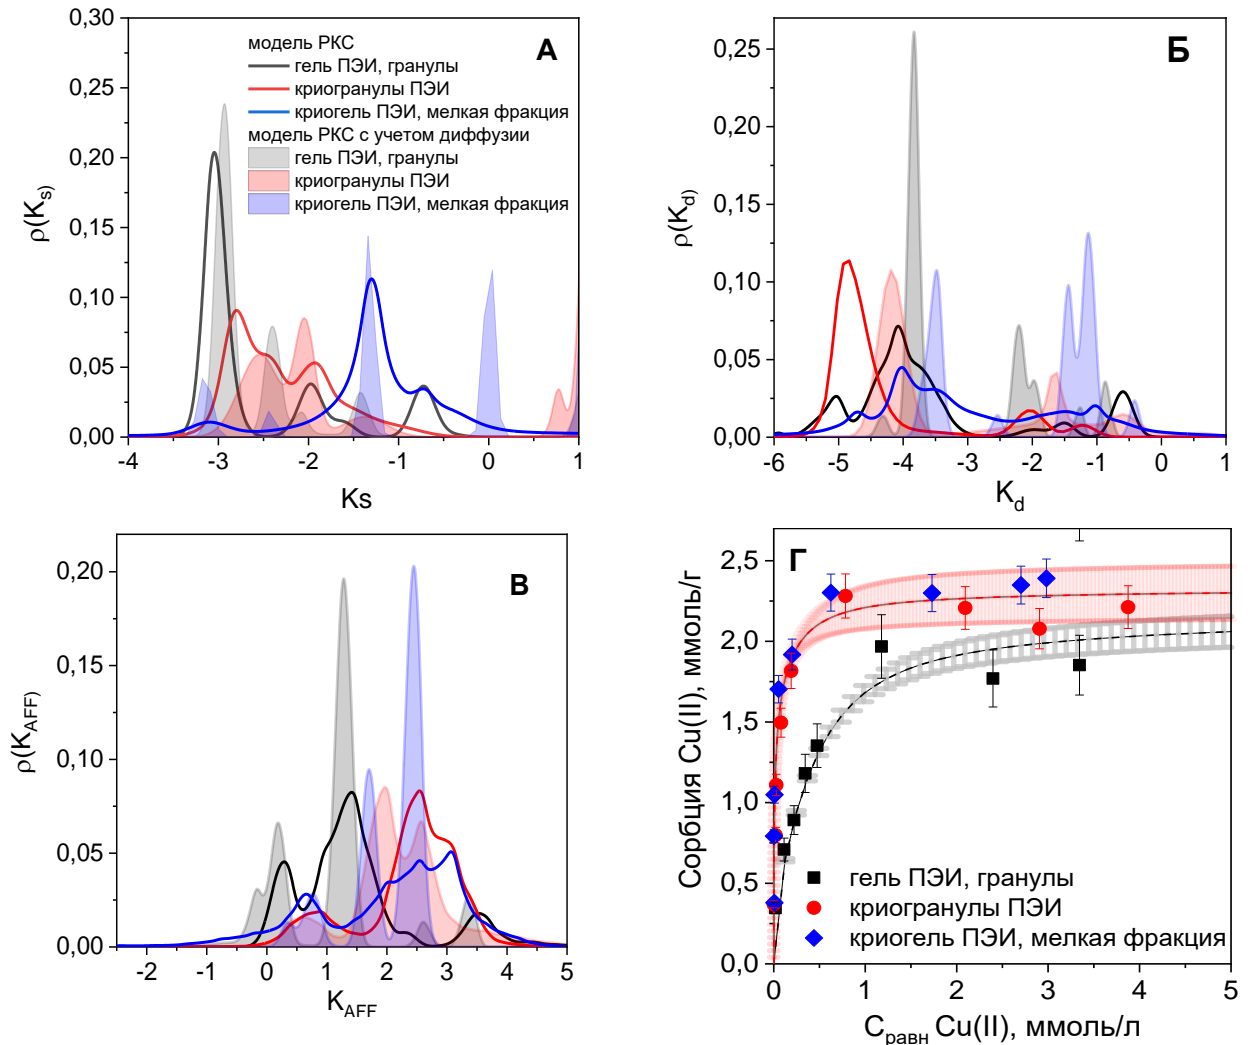 0,30
0,25
0,20
0,15
0,10
0,05
0,00
ρ(Ks)
модель РКС
гель ПЭИ, гранулы
криогранулы ПЭИ
криогель ПЭИ, мелкая фракция
модель РКС с учетом диффузии
гель ПЭИ, гранулы
криогранулы ПЭИ
криогель ПЭИ, мелкая фракция
А
-4 -3 -2 -1 0 1
Ks
Б
0,25
0,20
0,15
0,10
0,05
0,00
ρ(Kd)
-6 -5 -4 -3 -2 -1 0 1
Kd
В
0,20
0,15
0,10
0,05
0,00
ρ(KAFF)
-2 -1 0 1 2 3 4 5
KAFF
Г
2,5
2,0
1,5
1,0
0,5
0,0
Сорбция Cu(II), ммоль/г
гель ПЭИ, гранулы
криогранулы ПЭИ
криогель ПЭИ, мелкая фракция
0 1 2 3 4 5
Cравн Cu(II), ммоль/л